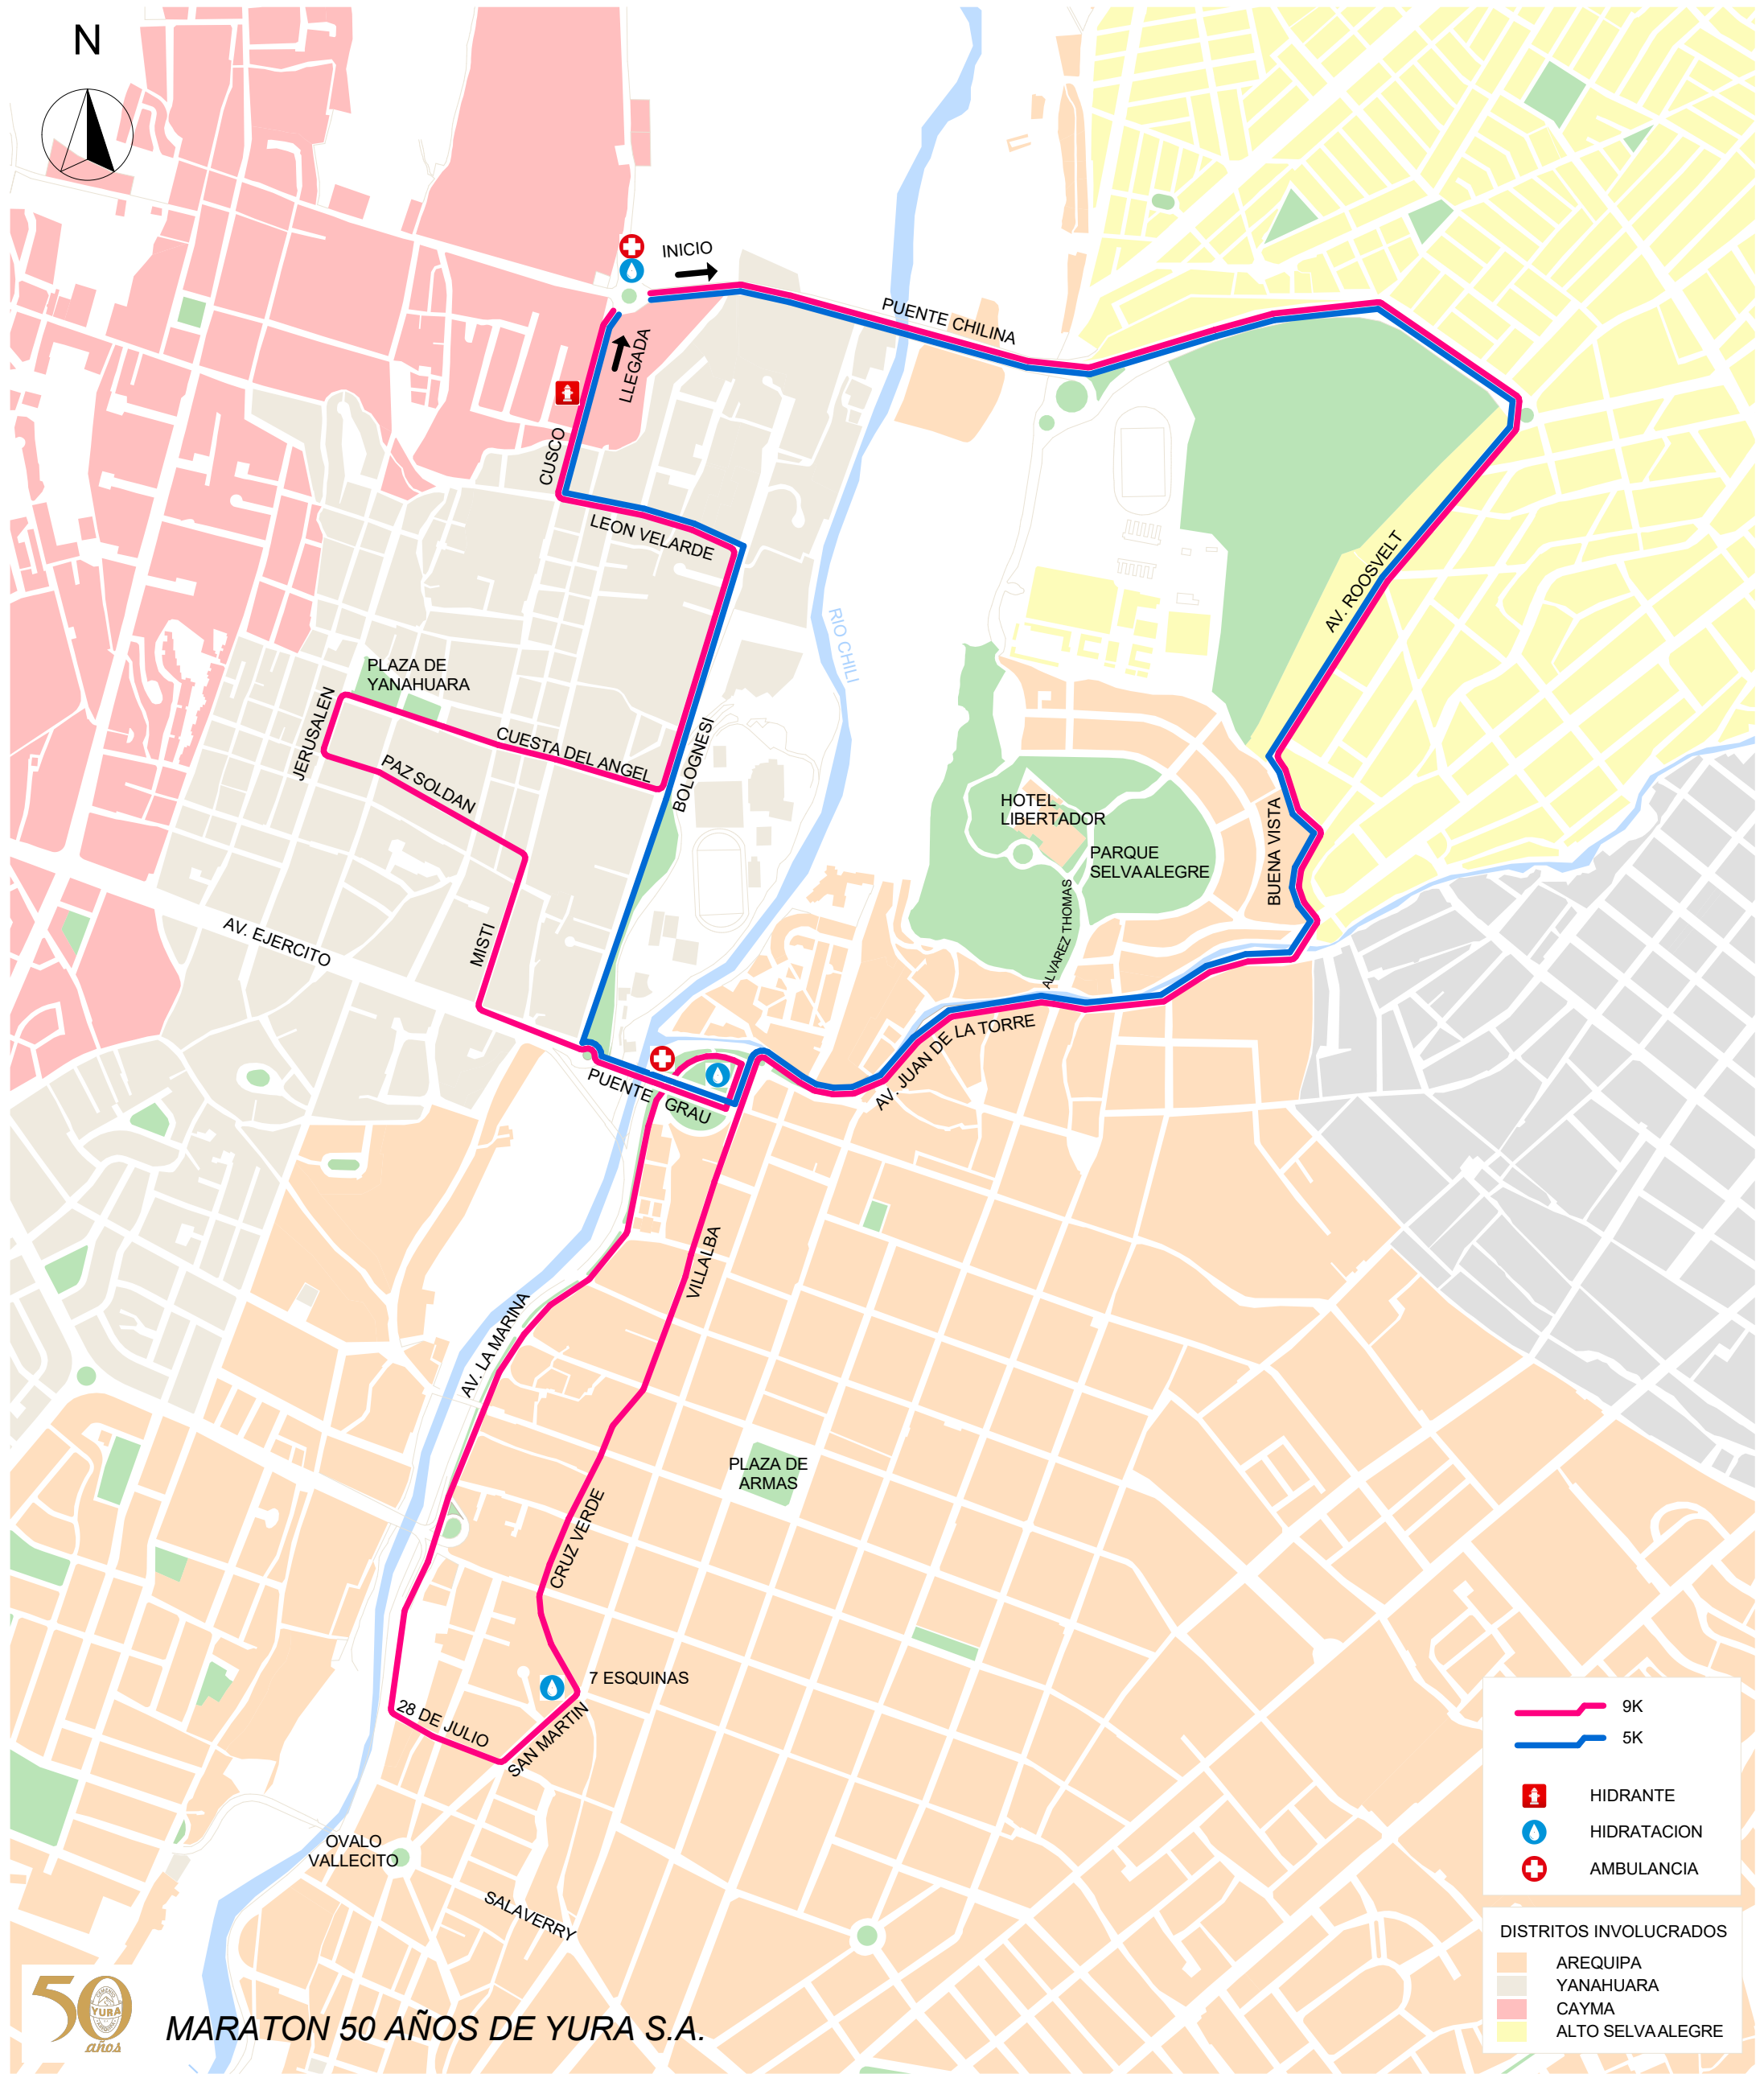 N
INICIO
PUENTE CHILINA
LLEGADA
CUSCO
LEON VELARDE
AV. ROOSVELT
RIO CHILI
PLAZA DE
YANAHUARA
JERUSALEN
CUESTA DEL ANGEL
PAZ SOLDAN
BOLOGNESI
HOTEL
LIBERTADOR
PARQUE
SELVA ALEGRE
BUENA VISTA
ALVAREZ THOMAS
AV. EJERCITO
MISTI
AV. JUAN DE LA TORRE
PUENTE GRAU
VILLALBA
AV. LA MARINA
PLAZA DE
ARMAS
CRUZ VERDE
7 ESQUINAS
28 DE JULIO
SAN MARTIN
OVALO
VALLECITO
SALAVERRY
9K
5K
HIDRANTE
HIDRATACION
AMBULANCIA
DISTRITOS INVOLUCRADOS
AREQUIPA
YANAHUARA
CAYMA
ALTO SELVA ALEGRE
50
YURA
años
MARATON 50 AÑOS DE YURA S.A.